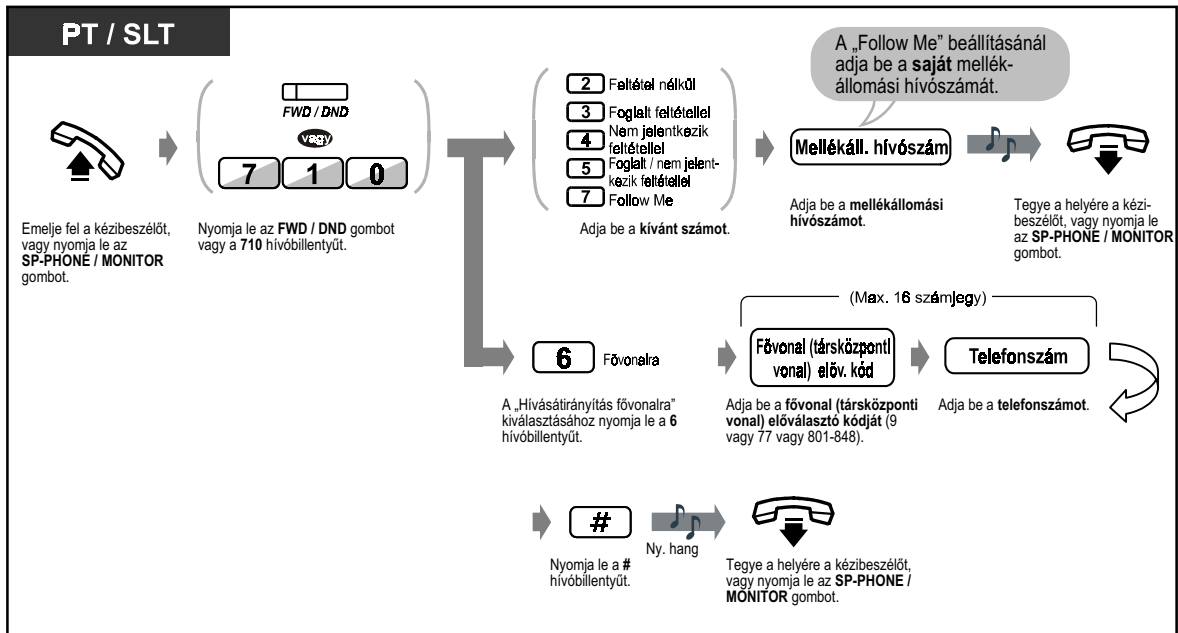 PT / SLT
A „Follow Me” beállításánál
adja be a saját mellék-
állomási hívószámát.
FWD / DND
vagy
7 1 0
2 Feltétel nélkül
3 Foglalt feltétellel
4 Nem jelentkezik
feltétellel
5 Foglalt / nem jelent-
kezik feltétellel
7 Follow Me
Mellékáll. hívószám
Emelje fel a kézibeszélőt,
vagy nyomja le az
SP-PHONE / MONITOR
gombot.
Nyomja le az FWD / DND gombot
vagy a 710 hívóbillentyűt.
Adja be a kívánt számot.
Adja be a mellékállomási
hívószámot.
Tegye a helyére a kézi-
beszélőt, vagy nyomja le
az SP-PHONE / MONITOR
gombot.
(Max. 16 számjegy)
6 Fõvonalra
Fõvonal (társközponti
vonal) elõv. kód
Telefonszám
A „Hívásátirányítás fővonalra”
kiválasztásához nyomja le a 6
hívóbillentyűt.
Adja be a fővonal (társközponti
vonal) előválasztó kódját (9
vagy 77 vagy 801-848).
Adja be a telefonszámot.
#
Ny. hang
Nyomja le a #
hívóbillentyűt.
Tegye a helyére a kézibeszélőt,
vagy nyomja le az SP-PHONE /
MONITOR gombot.